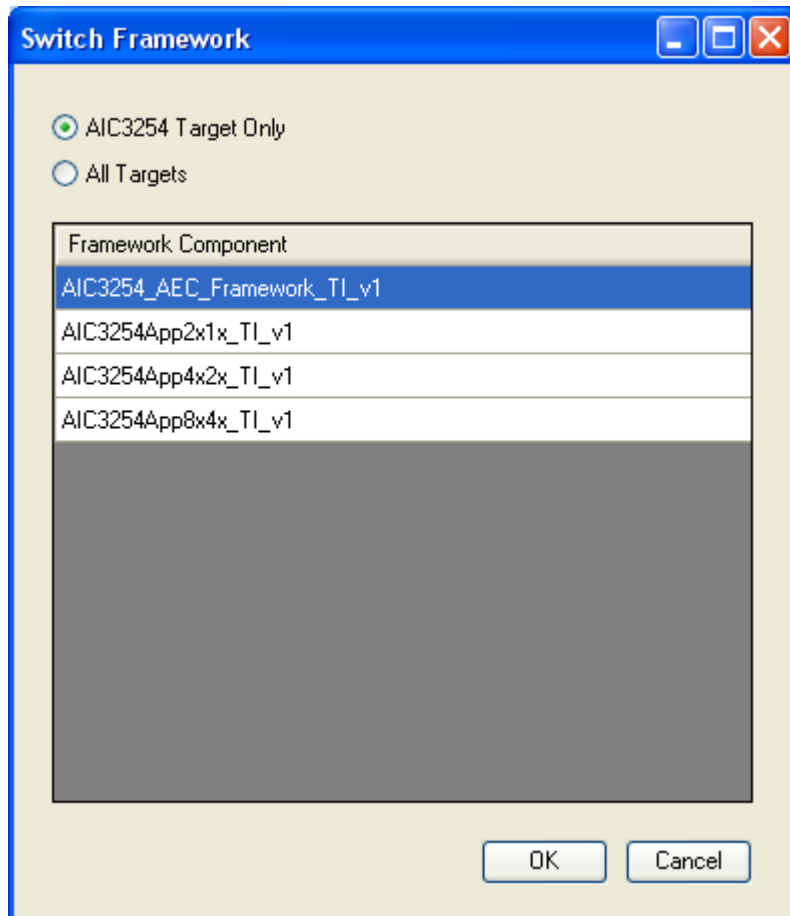 Switch Framework
AIC3254 Target Only
All Targets
Framework Component
AIC3254_AEC_Framework_TI_v1
AIC3254App2x1x_TI_v1
AIC3254App4x2x_TI_v1
AIC3254App8x4x_TI_v1
OK Cancel